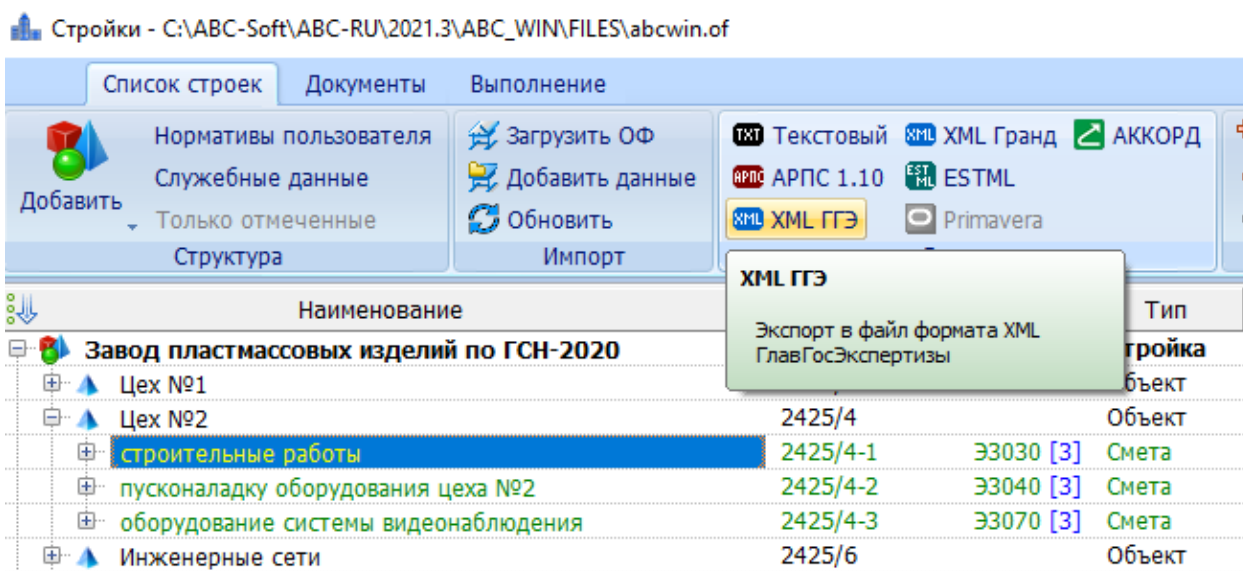 Стройки - C:\ABC-Soft\ABC-RU\2021.3\ABC_WIN\FILES\abcwin.of
Список строек Документы Выполнение
Нормативы пользователя Загрузить ОФ TXT Текстовый XML XML Гранд АККОРД
Добавить Служебные данные Добавить данные АРПС АРПС 1.10 EST ML ESTML
Только отмеченные Обновить XML XML ГГЭ Primavera
Структура Импорт
XML ГГЭ
Экспорт в файл формата XML
ГлавГосЭкспертизы
Наименование Тип
Завод пластмассовых изделий по ГСН-2020 тройка
Цех №1 бъект
Цех №2 2425/4 Объект
строительные работы 2425/4-1 Э3030 [3] Смета
пусконаладку оборудования цеха №2 2425/4-2 Э3040 [3] Смета
оборудование системы видеонаблюдения 2425/4-3 Э3070 [3] Смета
Инженерные сети 2425/6 Объект